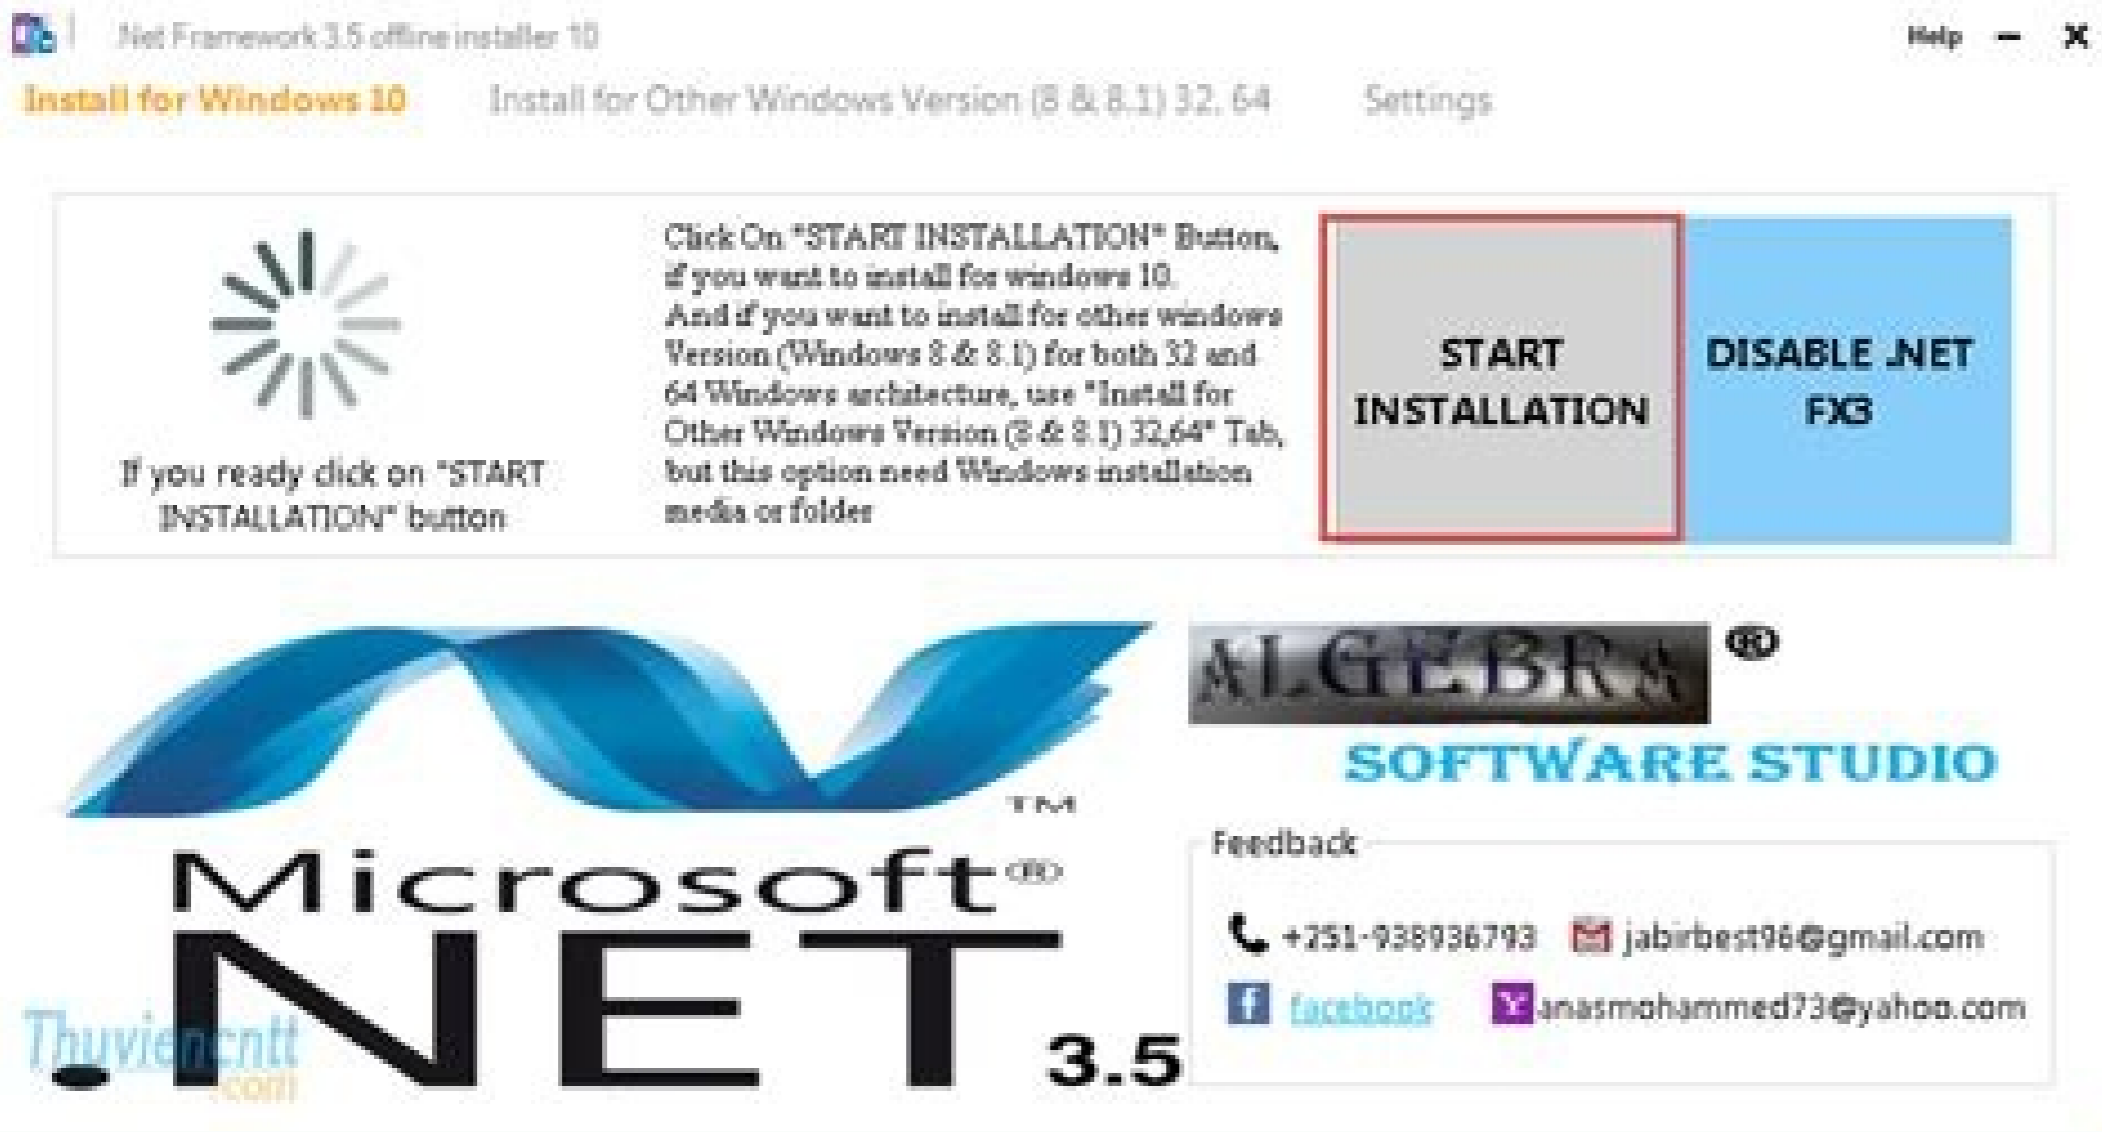 .Net Framework 3.5 offline installer 10
Help
Install for Windows 10
Install for Other Windows Version (8 & 8.1) 32, 64
Settings
If you ready click on "START
INSTALLATION" button
Click On "START INSTALLATION" Button,
if you want to install for windows 10.
And if you want to install for other windows
Version (Windows 8 & 8.1) for both 32 and
64 Windows architecture, use "Install for
Other Windows Version (8 & 8.1) 32,64" Tab,
but this option need Windows installation
media or folder
START
INSTALLATION
DISABLE .NET
FX3
TM
Microsoft®
.NET 3.5
Thuviencntt
.com
ALGEBRA ®
SOFTWARE STUDIO
Feedback
+251-938936793
jabirbest96@gmail.com
facebook
anasmohammed73@yahoo.com